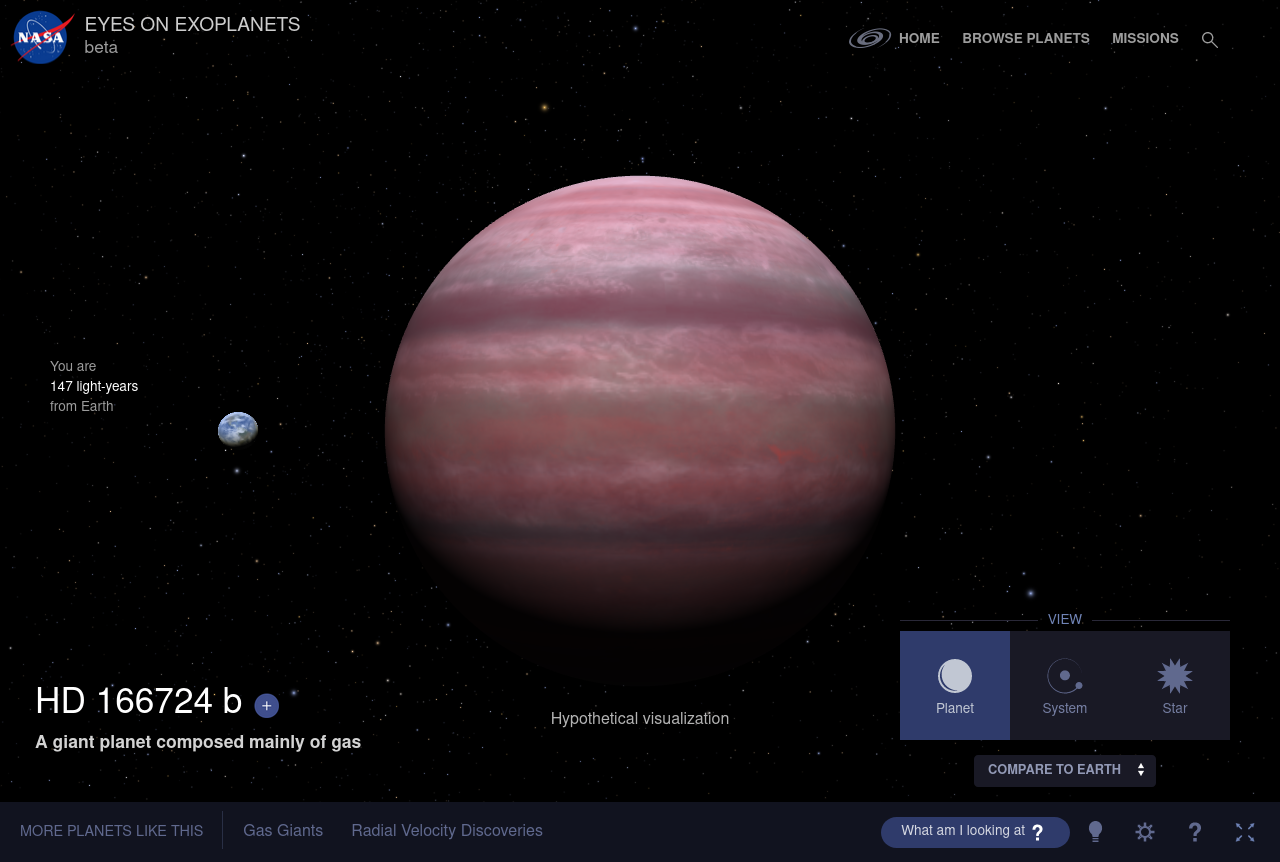 NASA
EYES ON EXOPLANETS
beta
HOME
BROWSE PLANETS
MISSIONS
You are
147 light-years
from Earth
HD 166724 b +
A giant planet composed mainly of gas
Hypothetical visualization
VIEW
Planet
System
Star
COMPARE TO EARTH
MORE PLANETS LIKE THIS
Gas Giants
Radial Velocity Discoveries
What am I looking at ?
?